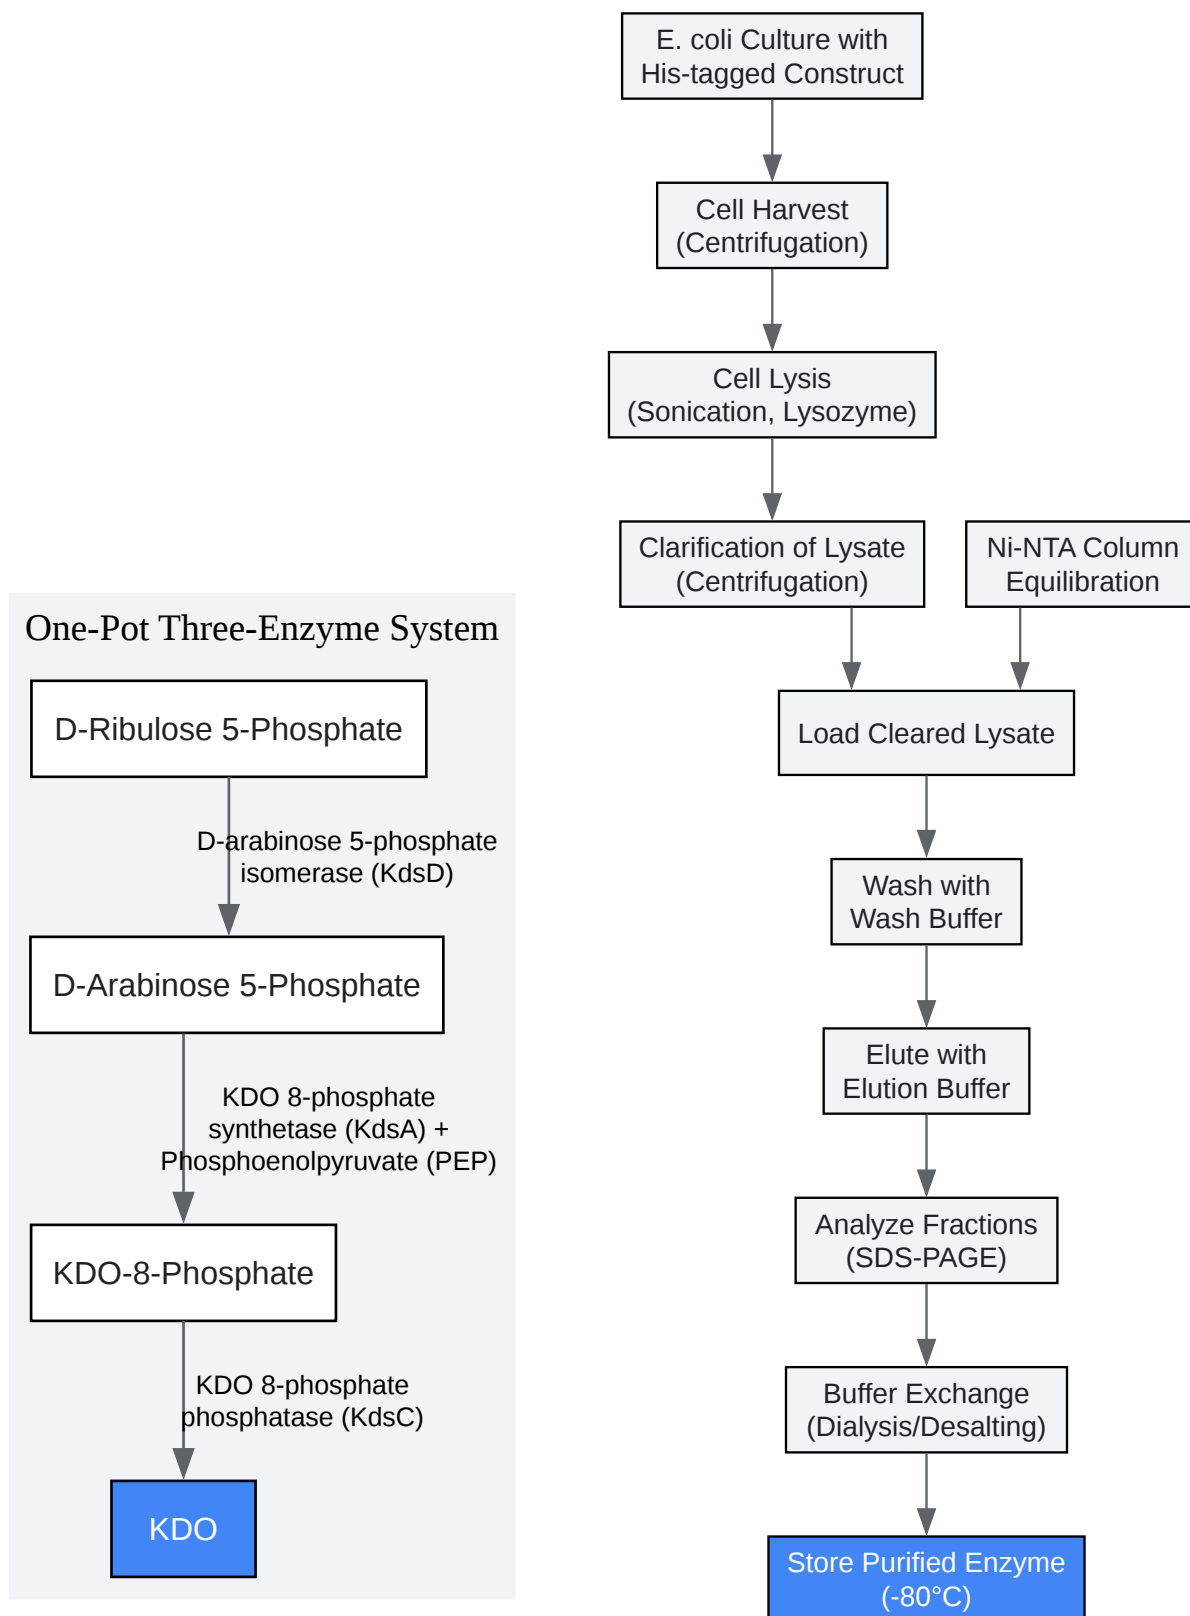 E. coli Culture with
His-tagged Construct
Cell Harvest
(Centrifugation)
Cell Lysis
(Sonication, Lysozyme)
Clarification of Lysate
(Centrifugation)
Ni-NTA Column
Equilibration
Load Cleared Lysate
Wash with
Wash Buffer
Elute with
Elution Buffer
Analyze Fractions
(SDS-PAGE)
Buffer Exchange
(Dialysis/Desalting)
Store Purified Enzyme
(-80°C)
One-Pot Three-Enzyme System
D-Ribulose 5-Phosphate
D-arabinose 5-phosphate
isomerase (KdsD)
D-Arabinose 5-Phosphate
KDO 8-phosphate
synthetase (KdsA) +
Phosphoenolpyruvate (PEP)
KDO-8-Phosphate
KDO 8-phosphate
phosphatase (KdsC)
KDO